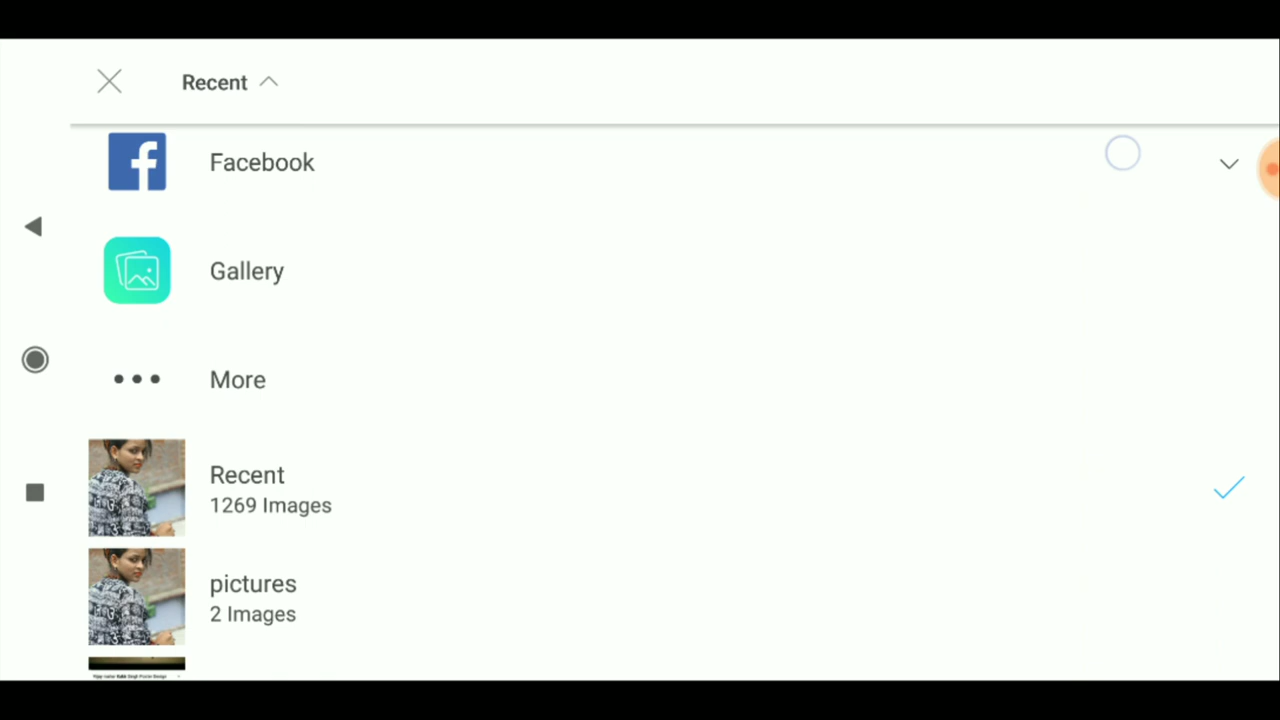 Recent
Facebook
Gallery
More
Recent
1269 Images
pictures
2 Images